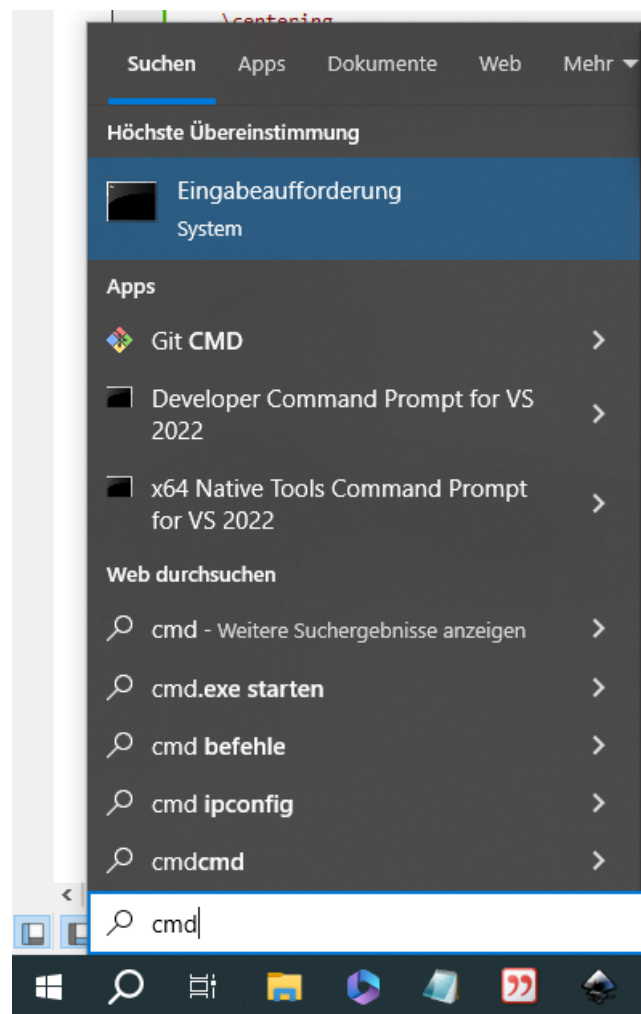 \centering
Suchen Apps Dokumente Web Mehr
Höchste Übereinstimmung
Eingabeaufforderung
System
Apps
Git CMD
Developer Command Prompt for VS
2022
x64 Native Tools Command Prompt
for VS 2022
Web durchsuchen
cmd - Weitere Suchergebnisse anzeigen
cmd.exe starten
cmd befehle
cmd ipconfig
cmdcmd
cmd